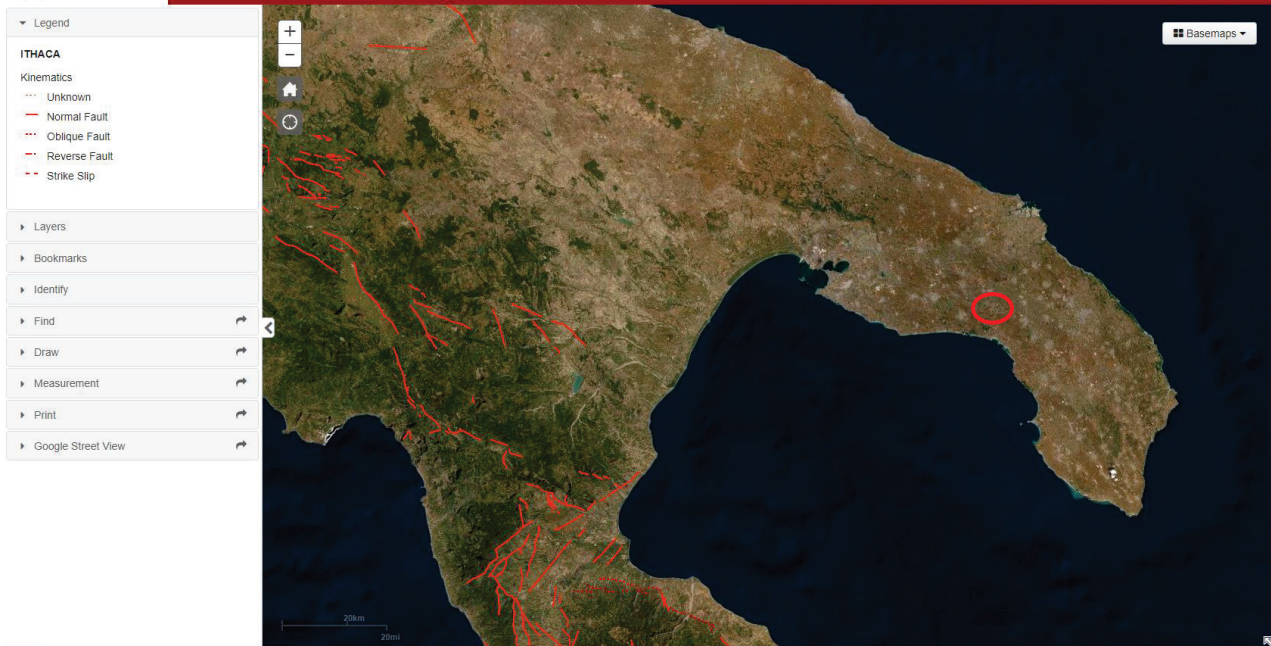 Legend
ITHACA
Kinematics
Unknown
Normal Fault
Oblique Fault
Reverse Fault
Strike Slip
Layers
Bookmarks
Identify
Find
Draw
Measurement
Print
Google Street View
+
−
Basemaps
20km
20mi